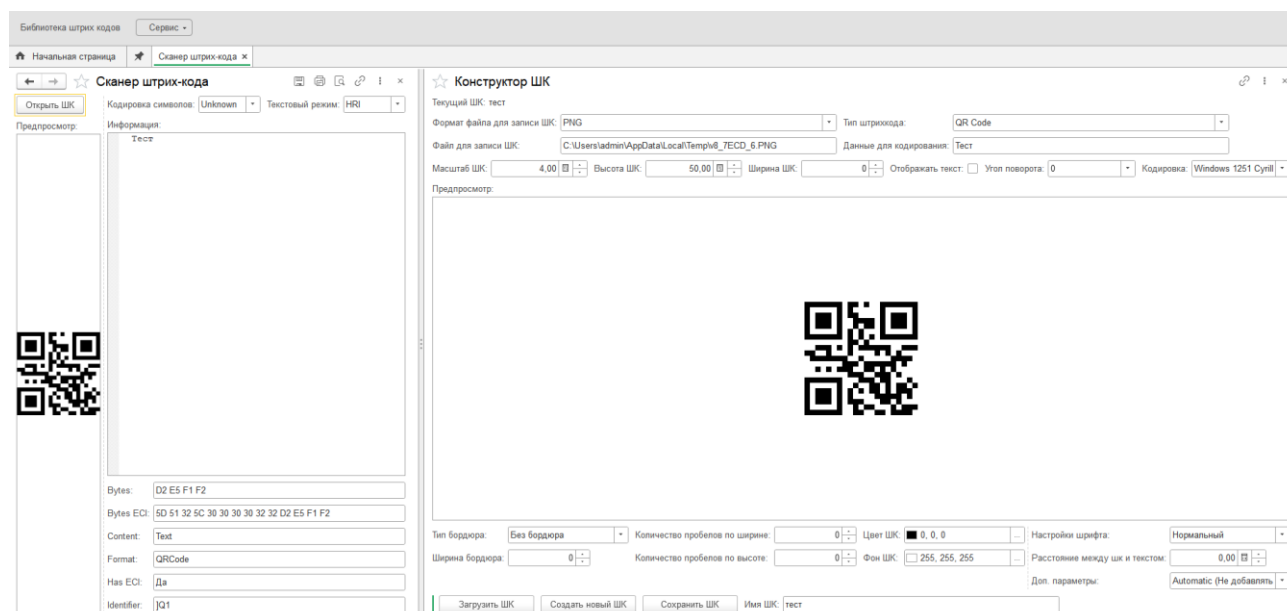 Библиотека штрих кодов Сервис
Начальная страница Сканер штрих-кода ×
Сканер штрих-кода
Открыть ШК Кодировка символов: Unknown Текстовый режим: HRI
Предпросмотр: Информация:
Тест
Bytes: D2 E5 F1 F2
Bytes ECI: 5D 51 32 5C 30 30 30 30 32 32 D2 E5 F1 F2
Content: Text
Format: QRCode
Has ECI: Да
Identifier: ]Q1
Конструктор ШК
Текущий ШК: тест
Формат файла для записи ШК: PNG Тип штрихкода: QR Code
Файл для записи ШК: C:\Users\admin\AppData\Local\Temp\v8_7ECD_6.PNG Данные для кодирования: Тест
Масштаб ШК: 4,00 Высота ШК: 50,00 Ширина ШК: 0 Отображать текст: Угол поворота: 0 Кодировка: Windows 1251 Cyrill
Предпросмотр:
Тип бордюра: Без бордюра Количество пробелов по ширине: 0 Цвет ШК: 0, 0, 0 Настройки шрифта: Нормальный
Ширина бордюра: 0 Количество пробелов по высоте: 0 Фон ШК: 255, 255, 255 Расстояние между шк и текстом: 0,00
Доп. параметры: Automatic (Не добавлять
Загрузить ШК Создать новый ШК Сохранить ШК Имя ШК: тест